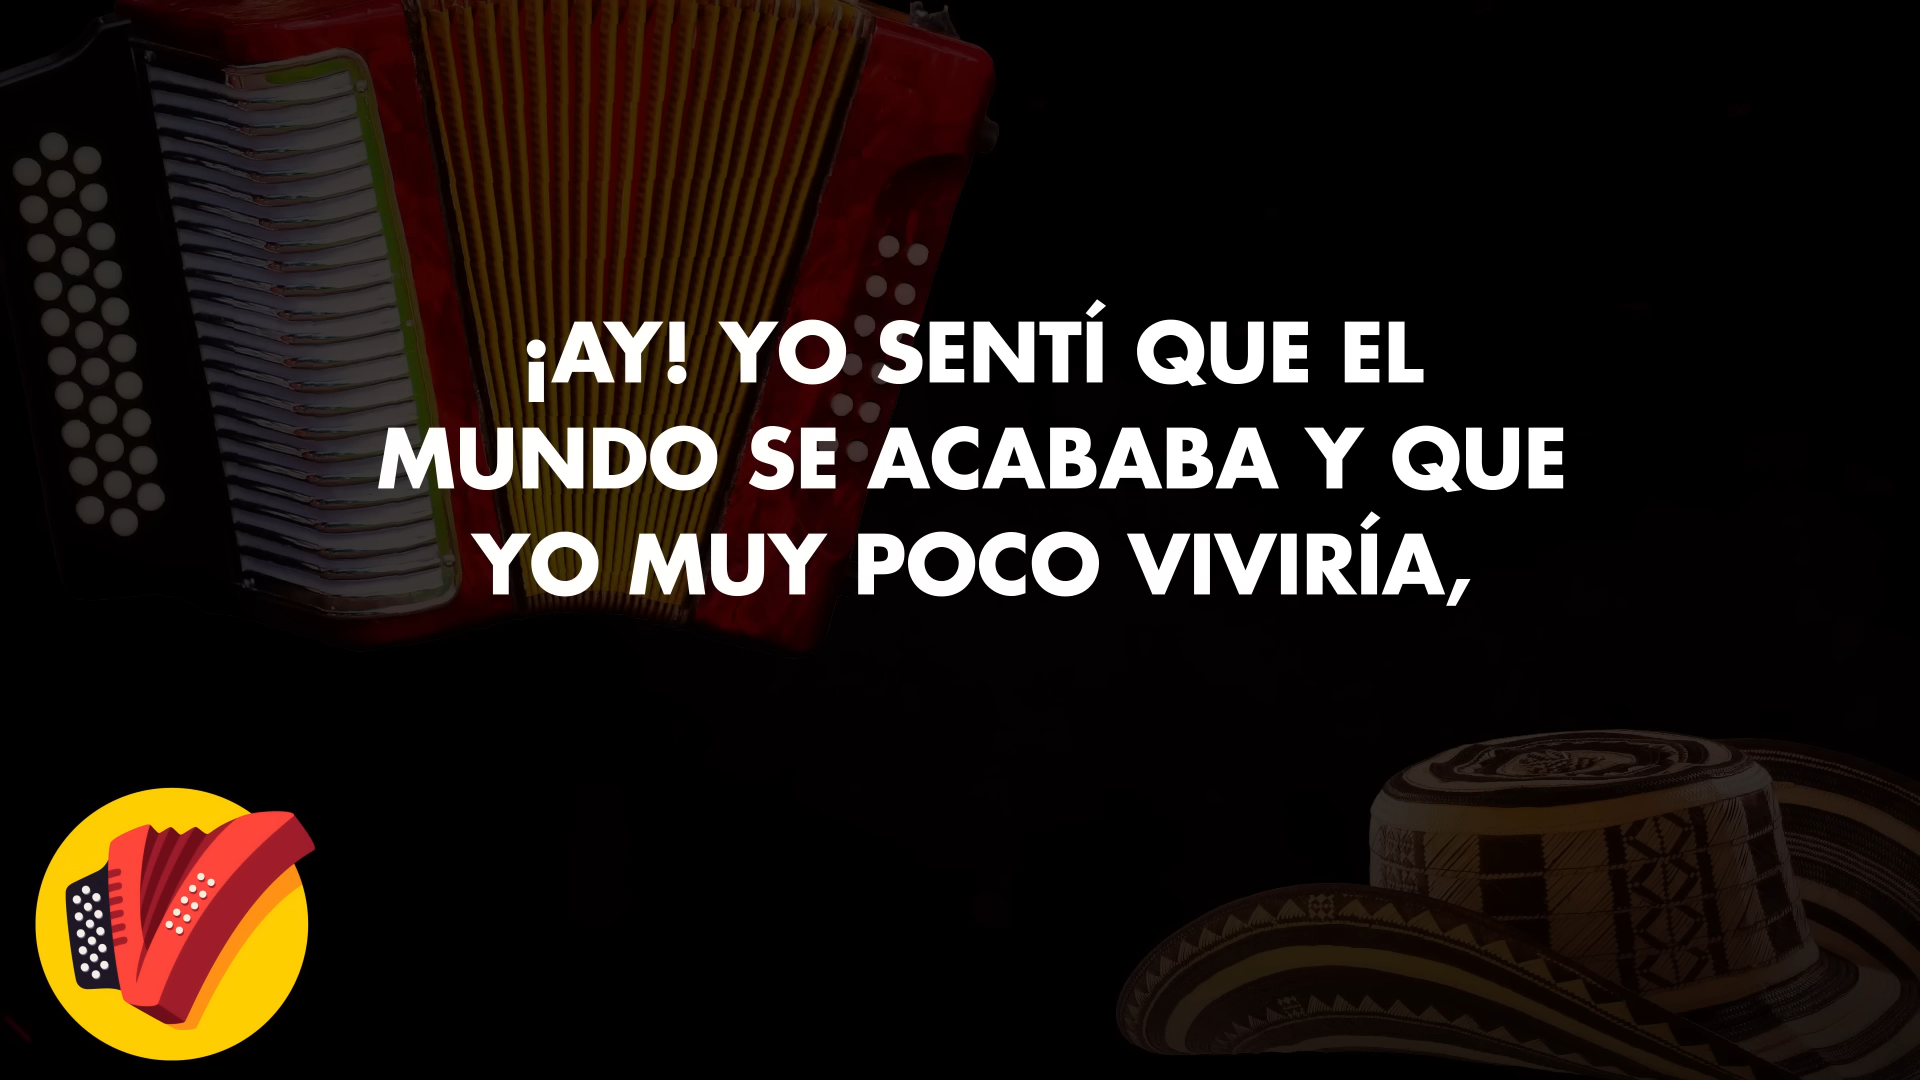 ¡AY! YO SENTÍ QUE EL
MUNDO SE ACABABA Y QUE
YO MUY POCO VIVIRÍA,